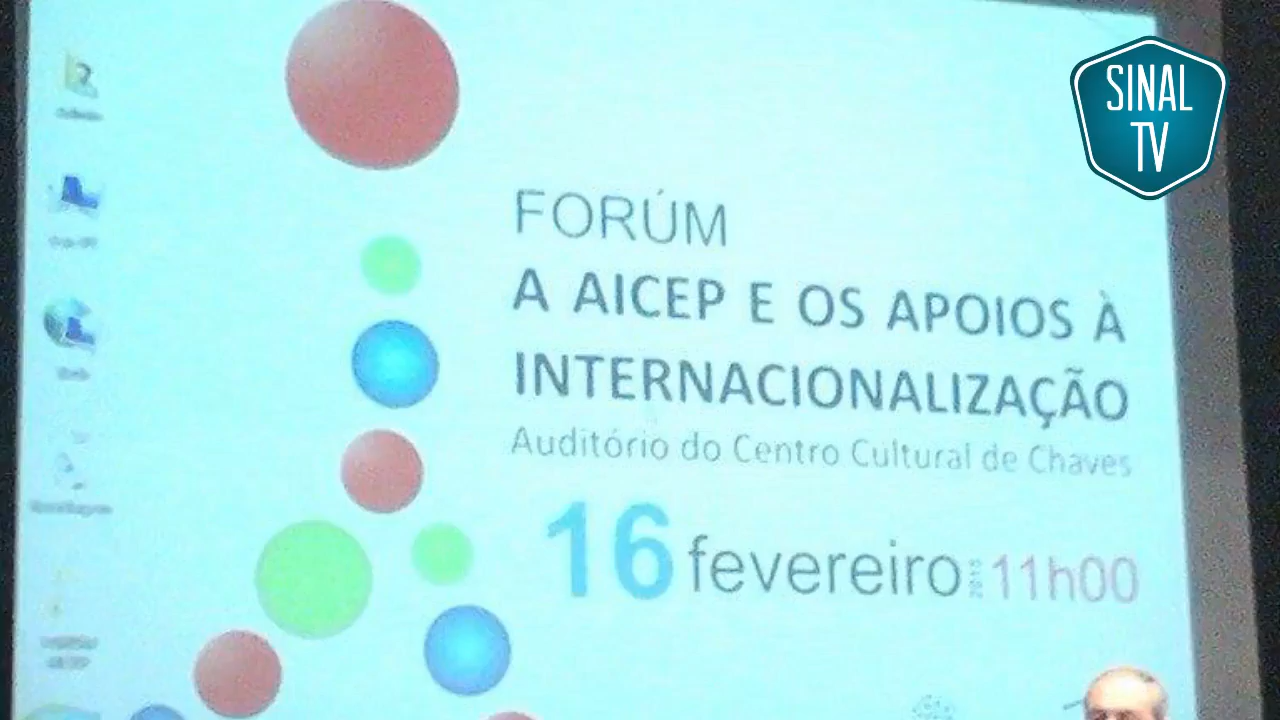 SINAL
TV
FORÚM
A AICEP E OS APOIOS À
INTERNACIONALIZAÇÃO
Auditório do Centro Cultural de Chaves
16 fevereiro 11h00